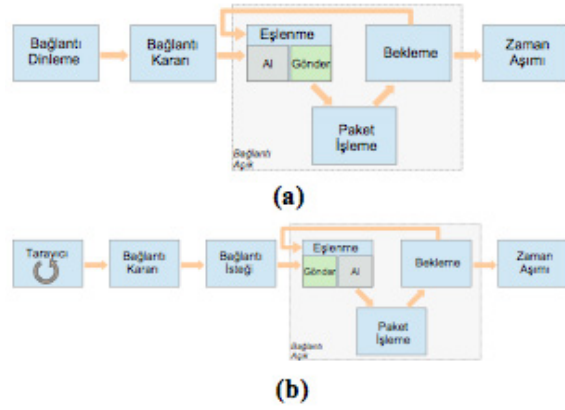 Bağlantı
Dinleme
Bağlantı
Kararı
Eşlenme
Al
Gönder
Bekleme
Zaman
Aşımı
Paket
İşleme
Bağlantı
Açık
(a)
Tarayıcı
Bağlantı
Kararı
Bağlantı
İsteği
Eşlenme
Gönder
Al
Bekleme
Zaman
Aşımı
Paket
İşleme
Bağlantı
Açık
(b)